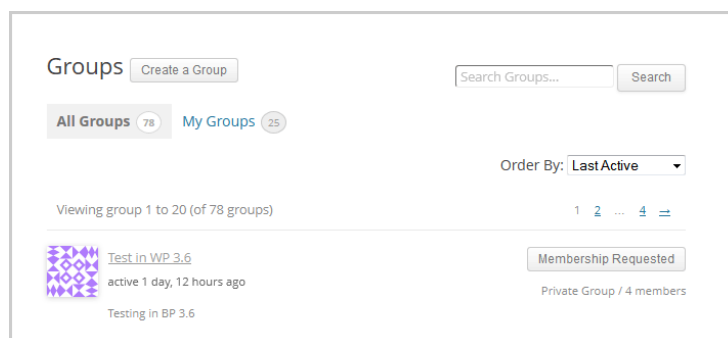 Groups Create a Group
Search Groups... Search
All Groups 78 My Groups 25
Order By: Last Active
Viewing group 1 to 20 (of 78 groups) 1 2 ... 4 →
Test in WP 3.6 Membership Requested
active 1 day, 12 hours ago
Private Group / 4 members
Testing in BP 3.6